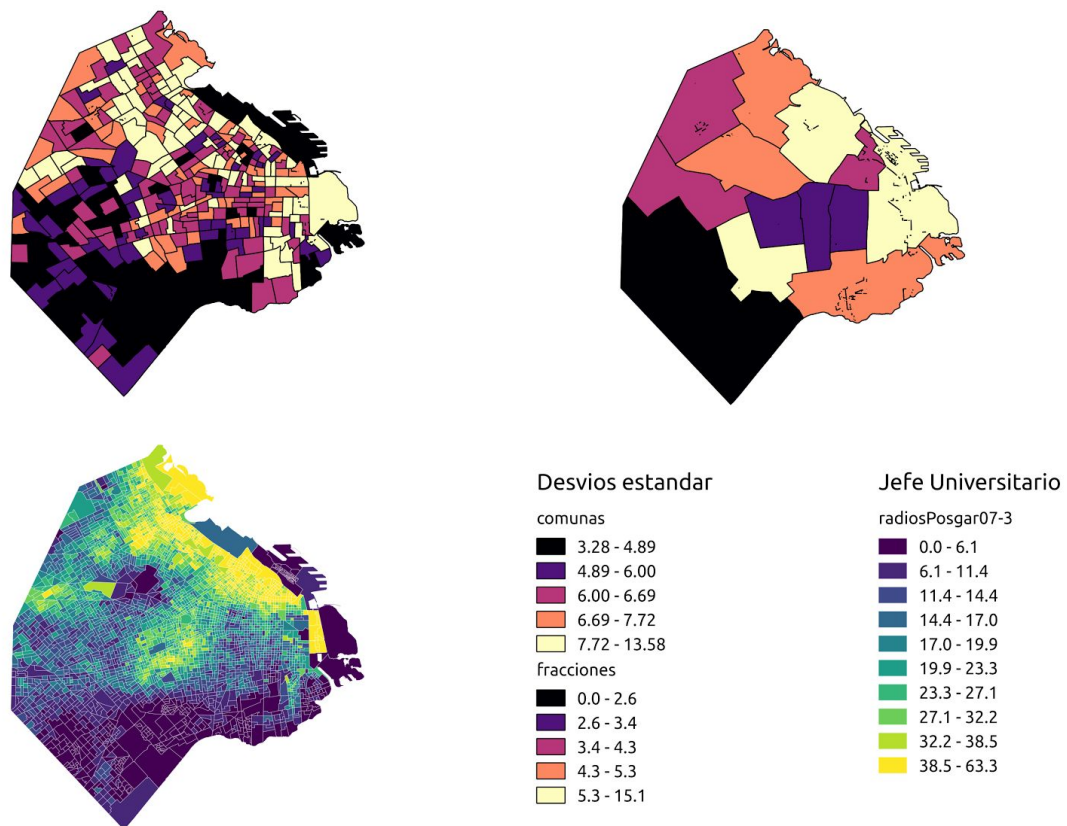 Desvios estandar
comunas
3.28 - 4.89
4.89 - 6.00
6.00 - 6.69
6.69 - 7.72
7.72 - 13.58
fracciones
0.0 - 2.6
2.6 - 3.4
3.4 - 4.3
4.3 - 5.3
5.3 - 15.1
Jefe Universitario
radiosPosgar07-3
0.0 - 6.1
6.1 - 11.4
11.4 - 14.4
14.4 - 17.0
17.0 - 19.9
19.9 - 23.3
23.3 - 27.1
27.1 - 32.2
32.2 - 38.5
38.5 - 63.3